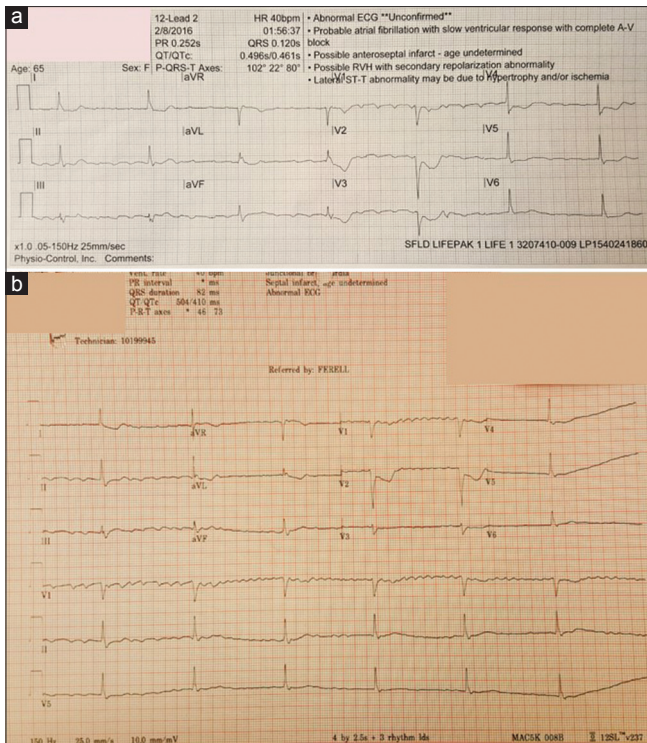 a
12-Lead 2 HR 40bpm
2/8/2016 01:56:37
PR 0.252s QRS 0.120s
QT/QTc: 0.496s/0.461s
Age: 65 Sex: F P-QRS-T Axes: 102° 22° 80°
• Abnormal ECG **Unconfirmed**
• Probable atrial fibrillation with slow ventricular response with complete A-V
block
• Possible anteroseptal infarct - age undetermined
• Possible RVH with secondary repolarization abnormality
• Lateral ST-T abnormality may be due to hypertrophy and/or ischemia
I aVR V1 V4
II aVL V2 V5
III aVF V3 V6
x1.0 .05-150Hz 25mm/sec
Physio-Control, Inc. Comments:
SFLD LIFEPAK 1 LIFE 1 3207410-009 LP1540241860
b
Vent. rate 40 bpm
PR interval * ms
QRS duration 82 ms
QT/QTc 504/410 ms
P-R-T axes * 46 73
Junctional
Septal infarct, age undetermined
Abnormal ECG
Technician: 10199945
Referred by: FERELL
I aVR V1 V4
II aVL V2 V5
III aVF V3 V6
V1
II
V5
150 Hz 25.0 mm/s 10.0 mm/mV 4 by 2.5s + 3 rhythm lds MAC5K 008B 12SL™ v237